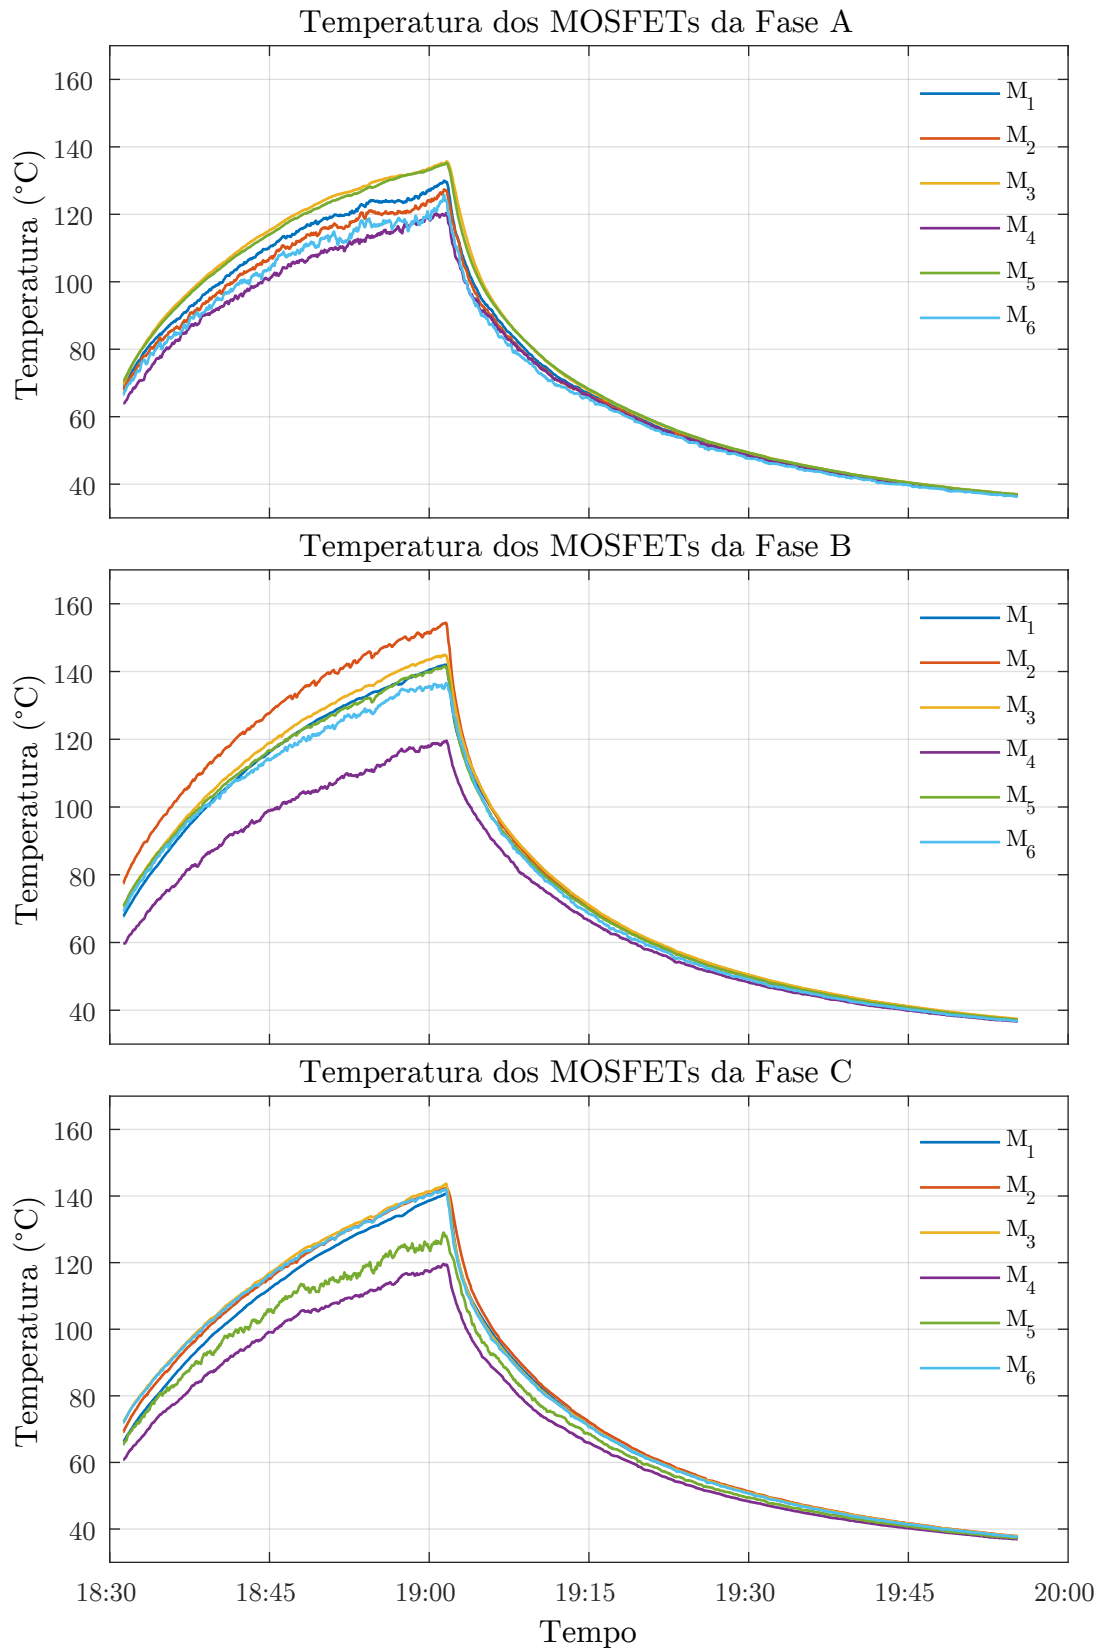 Temperatura dos MOSFETs da Fase A
Temperatura (°C)
160
140
120
100
80
60
40
M1
M2
M3
M4
M5
M6
Temperatura dos MOSFETs da Fase B
Temperatura (°C)
160
140
120
100
80
60
40
M1
M2
M3
M4
M5
M6
Temperatura dos MOSFETs da Fase C
Temperatura (°C)
160
140
120
100
80
60
40
M1
M2
M3
M4
M5
M6
18:30 18:45 19:00 19:15 19:30 19:45 20:00
Tempo